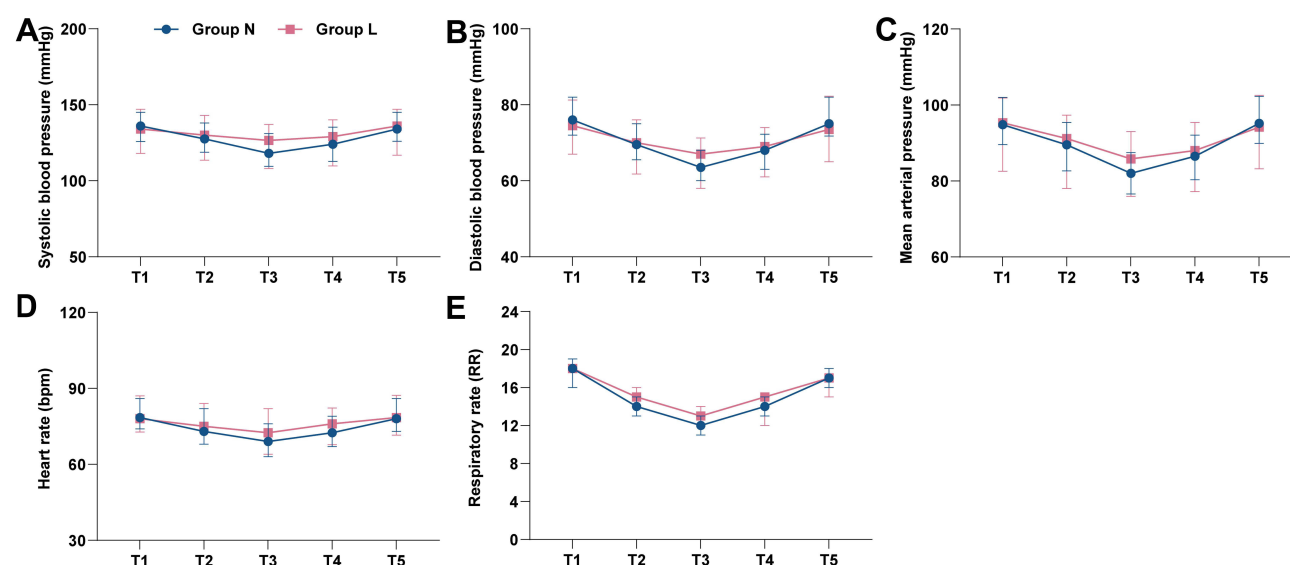 A
Group N
Group L
Systolic blood pressure (mmHg)
200
150
100
50
T1 T2 T3 T4 T5
B
Diastolic blood pressure (mmHg)
100
80
60
40
T1 T2 T3 T4 T5
C
Mean arterial pressure (mmHg)
120
100
80
60
T1 T2 T3 T4 T5
D
Heart rate (bpm)
120
90
60
30
T1 T2 T3 T4 T5
E
Respiratory rate (RR)
24
20
16
12
8
4
0
T1 T2 T3 T4 T5